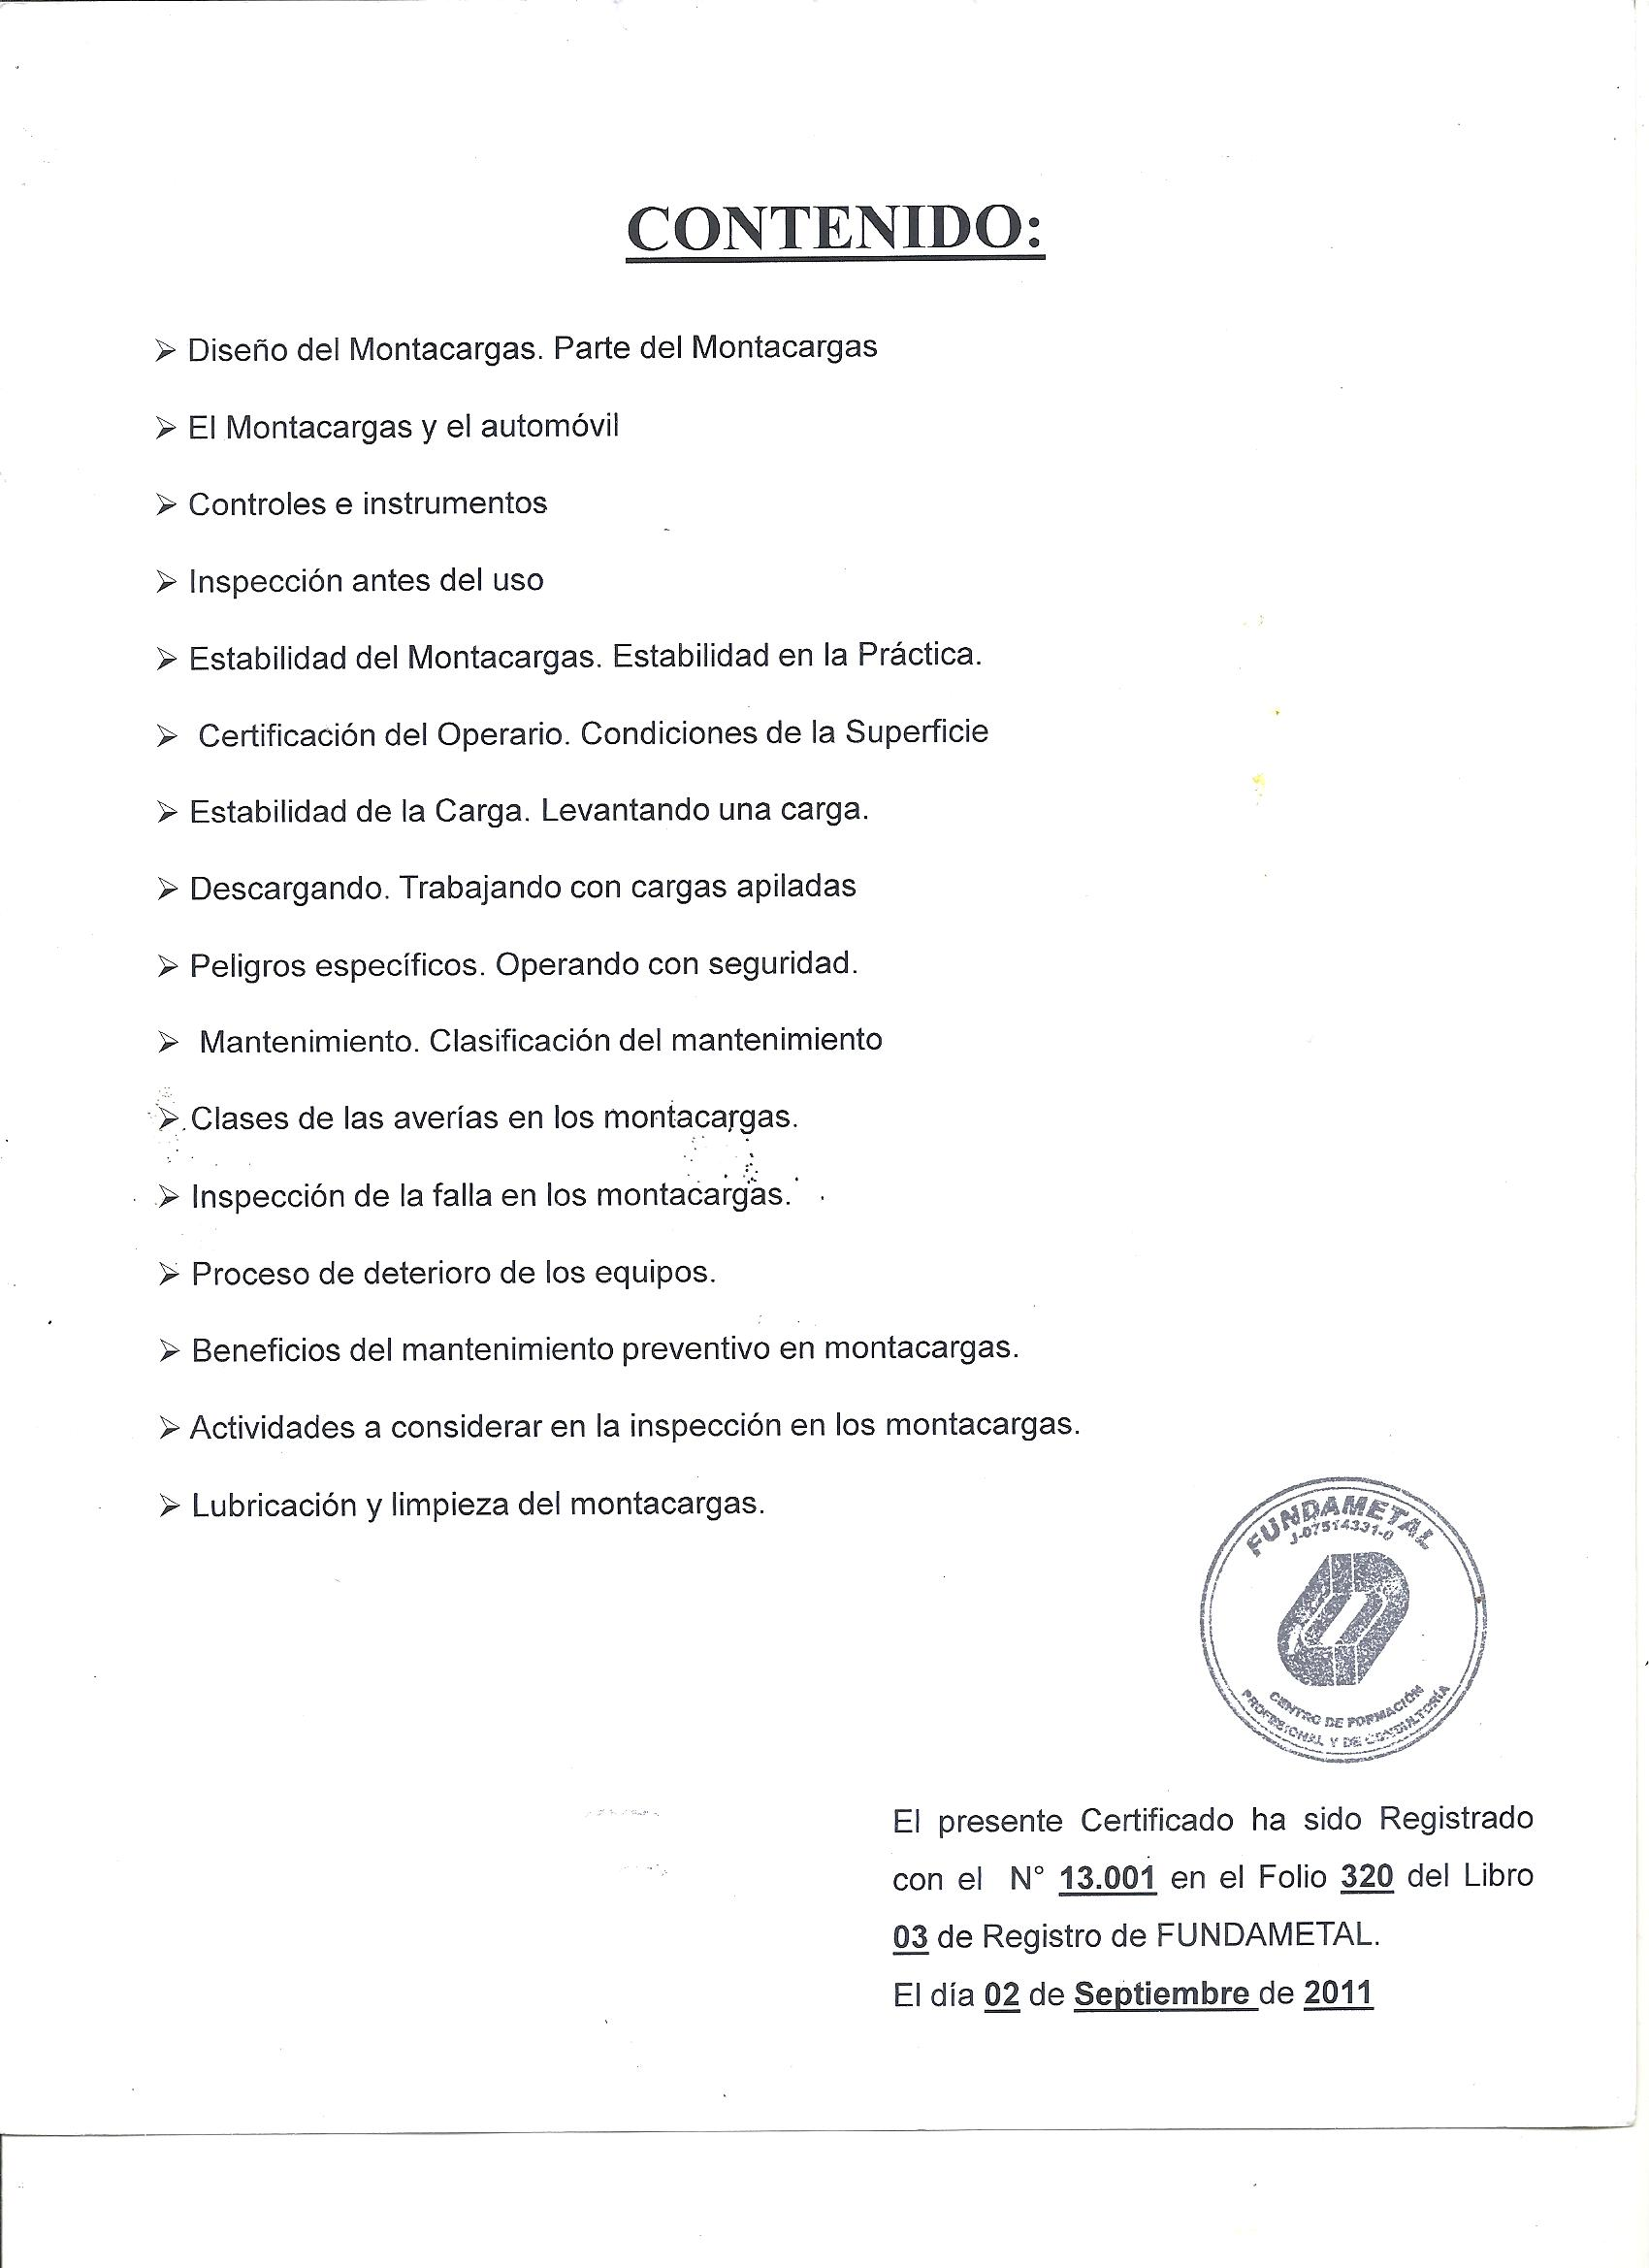 CONTENIDO:
➢ Diseño del Montacargas. Parte del Montacargas
➢ El Montacargas y el automóvil
➢ Controles e instrumentos
➢ Inspección antes del uso
➢ Estabilidad del Montacargas. Estabilidad en la Práctica.
➢ Certificación del Operario. Condiciones de la Superficie
➢ Estabilidad de la Carga. Levantando una carga.
➢ Descargando. Trabajando con cargas apiladas
➢ Peligros específicos. Operando con seguridad.
➢ Mantenimiento. Clasificación del mantenimiento
➢ Clases de las averías en los montacargas.
➢ Inspección de la falla en los montacargas.
➢ Proceso de deterioro de los equipos.
➢ Beneficios del mantenimiento preventivo en montacargas.
➢ Actividades a considerar en la inspección en los montacargas.
➢ Lubricación y limpieza del montacargas.
FUNDAMETAL
J-07514331-0
CENTRO DE FORMACIÓN
PROFESIONAL Y DE CONSULTORÍA
El presente Certificado ha sido Registrado
con el N° 13.001 en el Folio 320 del Libro
03 de Registro de FUNDAMETAL.
El día 02 de Septiembre de 2011